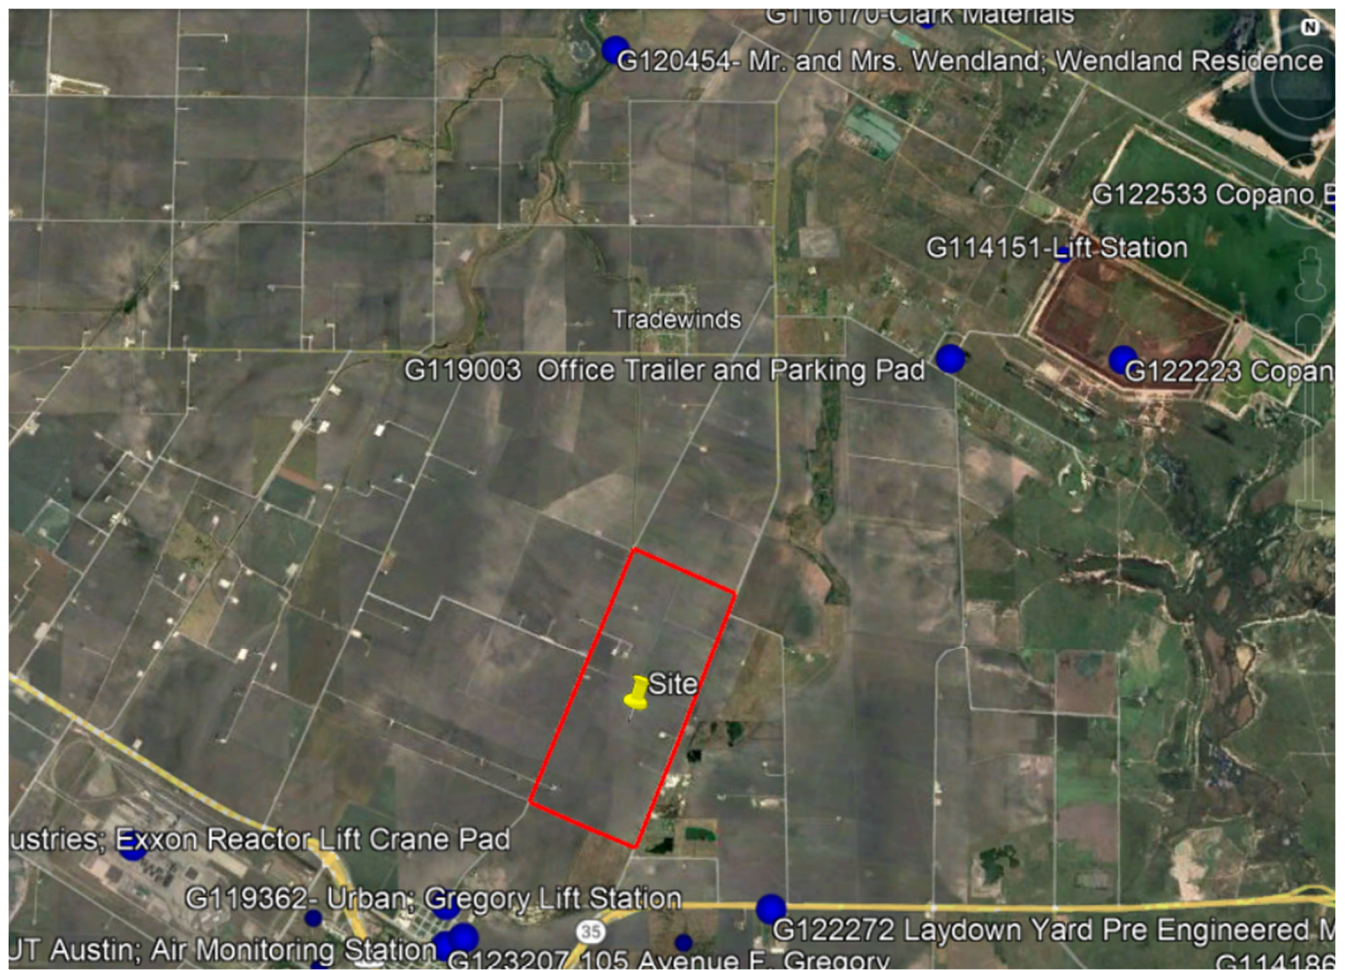 G116170-Clark Materials
N
G120454- Mr. and Mrs. Wendland; Wendland Residence
G122533 Copano
G114151-Lift Station
Tradewinds
G119003 Office Trailer and Parking Pad
G122223 Copan
Site
ustries; Exxon Reactor Lift Crane Pad
G119362- Urban; Gregory Lift Station
35
G122272 Laydown Yard Pre Engineered M
UT Austin; Air Monitoring Station
G123207 105 Avenue F, Gregory
G114186